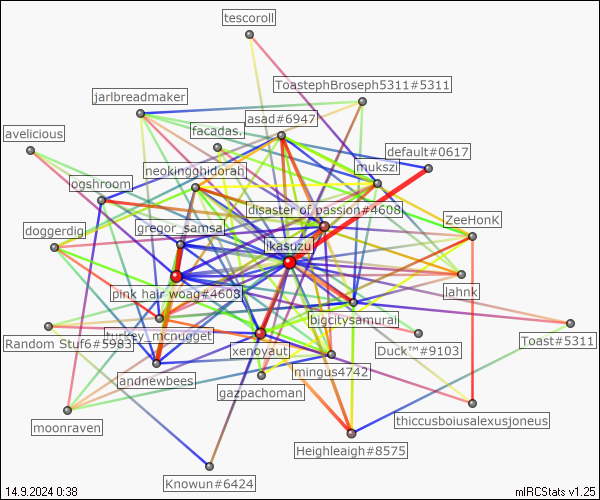 tescoroll
ToastephBroseph5311#5311
jarlbreadmaker
asad#6947
avelicious
facadas.
default#0617
mukszi
neokingghidorah
ogshroom
disaster of passion#4608
ZeeHonK
gregor_samsa
doggerdig
ikasuzu
pink hair woag#4608
lahnk
bigcitysamurai
turkey_mcnugget
Random Stuf6#5983
xenovaut
Duck™#9103
Toast#5311
mingus4742
andnewbees
gazpachoman
thiccusboiusalexusjoneus
moonraven
Heighleaigh#8575
Knowun#6424
14.9.2024 0:38
mIRCStats v1.25